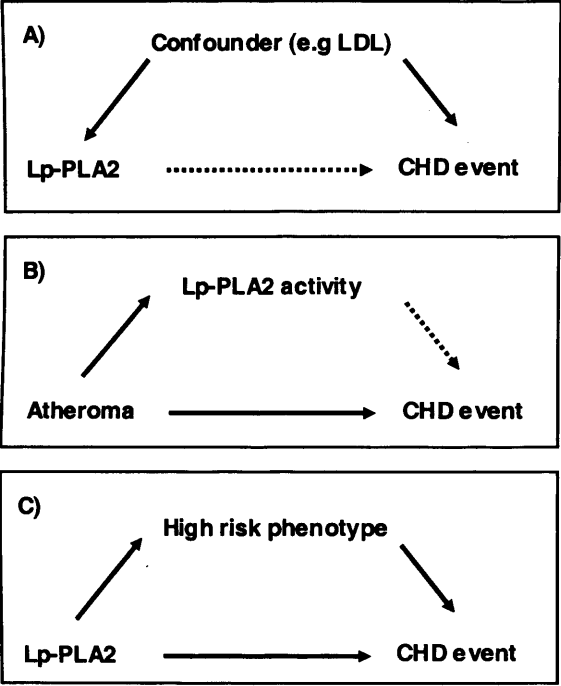 A)
Confounder (e.g LDL)
Lp-PLA2
CHD event
B)
Lp-PLA2 activity
Atheroma
CHD event
C)
High risk phenotype
Lp-PLA2
CHD event